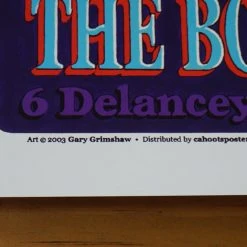 THE BO
6 Delancey
Art © 2003 Gary Grimshaw • Distributed by cahootsposter